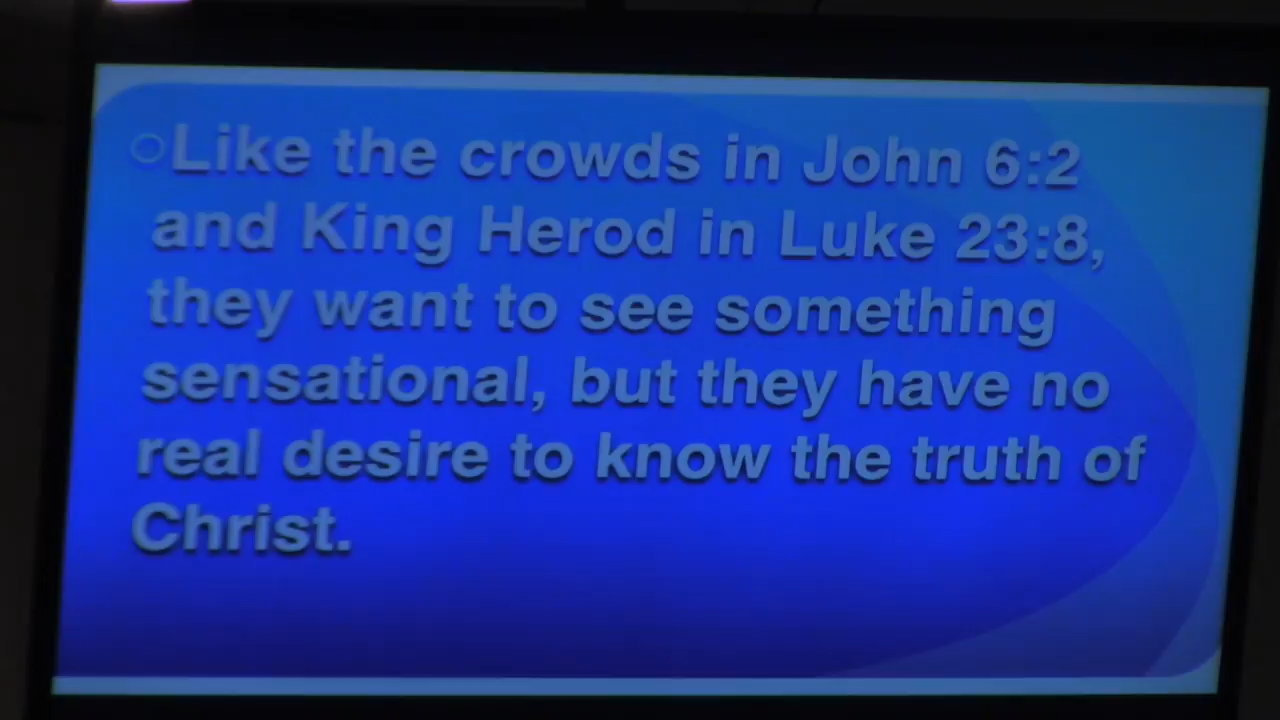 Like the crowds in John 6:2
and King Herod in Luke 23:8,
they want to see something
sensational, but they have no
real desire to know the truth of
Christ.